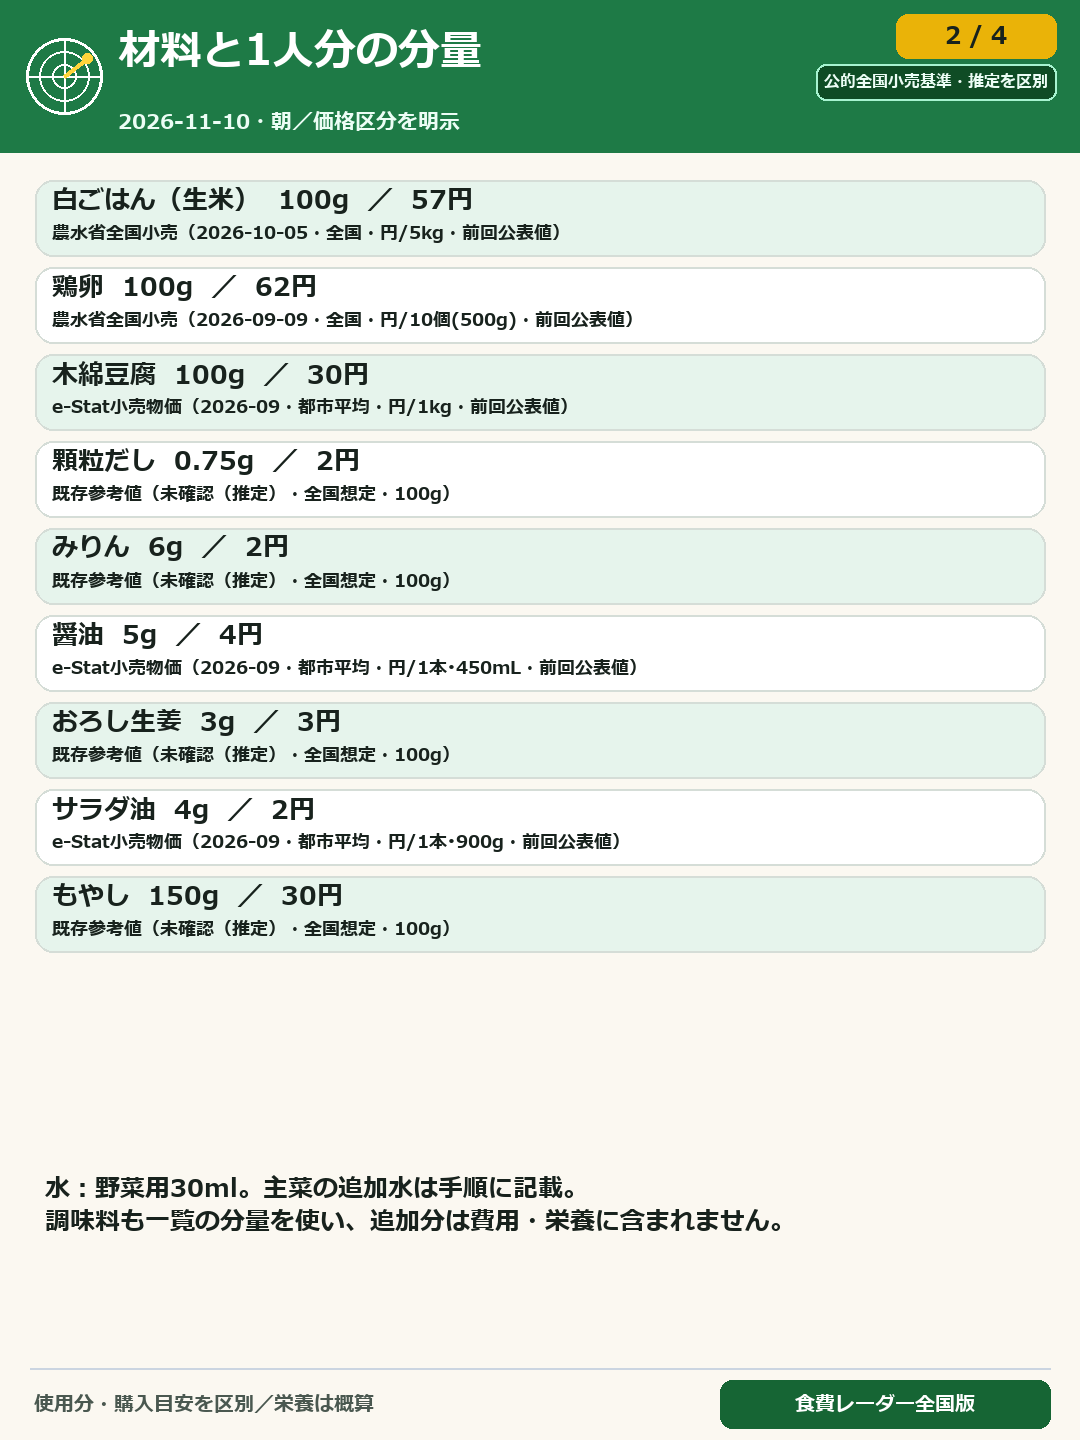 材料と1人分の分量
2 / 4
公的全国小売基準・推定を区別
2026-11-10・朝／価格区分を明示
白ごはん（生米） 100g ／ 57円
農水省全国小売（2026-10-05・全国・円/5kg・前回公表値）
鶏卵 100g ／ 62円
農水省全国小売（2026-09-09・全国・円/10個(500g)・前回公表値）
木綿豆腐 100g ／ 30円
e-Stat小売物価（2026-09・都市平均・円/1kg・前回公表値）
顆粒だし 0.75g ／ 2円
既存参考値（未確認（推定）・全国想定・100g）
みりん 6g ／ 2円
既存参考値（未確認（推定）・全国想定・100g）
醤油 5g ／ 4円
e-Stat小売物価（2026-09・都市平均・円/1本･450mL・前回公表値）
おろし生姜 3g ／ 3円
既存参考値（未確認（推定）・全国想定・100g）
サラダ油 4g ／ 2円
e-Stat小売物価（2026-09・都市平均・円/1本･900g・前回公表値）
もやし 150g ／ 30円
既存参考値（未確認（推定）・全国想定・100g）
水：野菜用30ml。主菜の追加水は手順に記載。
調味料も一覧の分量を使い、追加分は費用・栄養に含まれません。
使用分・購入目安を区別／栄養は概算
食費レーダー全国版